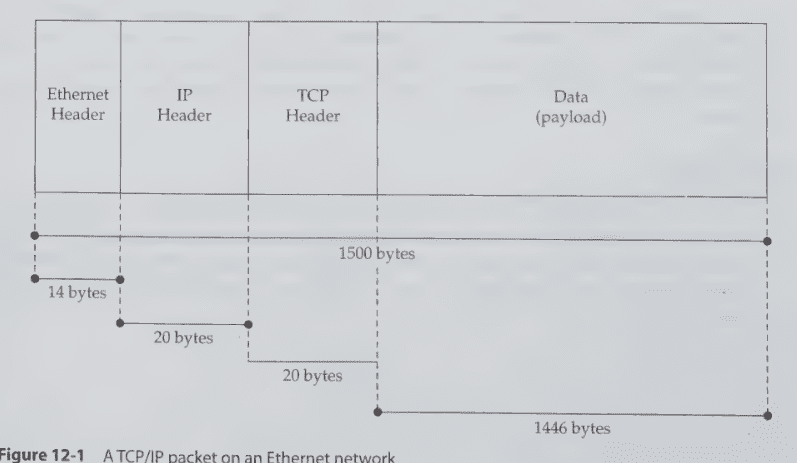 Ethernet
Header
IP
Header
TCP
Header
Data
(payload)
1500 bytes
14 bytes
20 bytes
20 bytes
1446 bytes
Figure 12-1 A TCP/IP packet on an Ethernet network